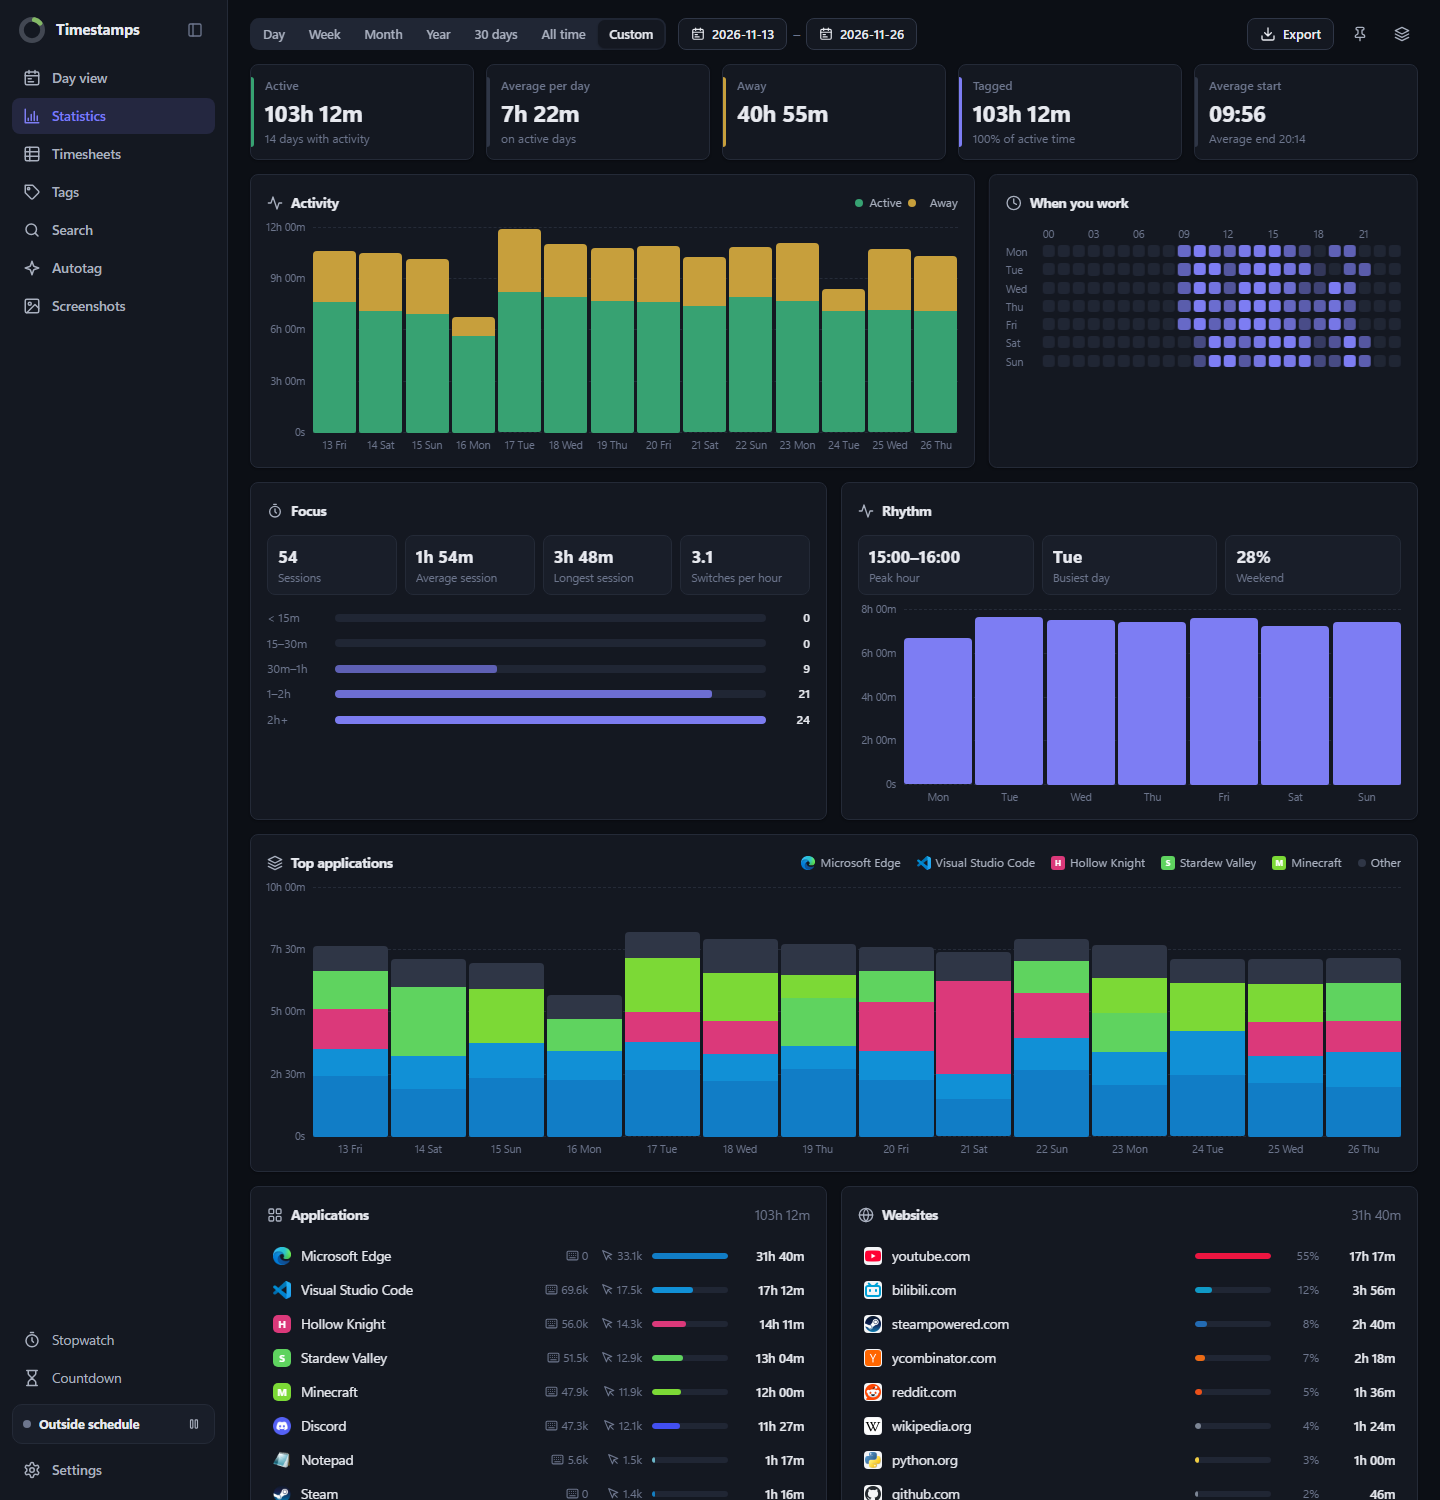 Timestamps
Day view
Statistics
Timesheets
Tags
Search
Autotag
Screenshots
Stopwatch
Countdown
Outside schedule
Settings
Day Week Month Year 30 days All time Custom 2026-11-13 – 2026-11-26 Export
Active
103h 12m
14 days with activity
Average per day
7h 22m
on active days
Away
40h 55m
Tagged
103h 12m
100% of active time
Average start
09:56
Average end 20:14
Activity Active Away
12h 00m
9h 00m
6h 00m
3h 00m
0s
13 Fri 14 Sat 15 Sun 16 Mon 17 Tue 18 Wed 19 Thu 20 Fri 21 Sat 22 Sun 23 Mon 24 Tue 25 Wed 26 Thu
When you work
00 03 06 09 12 15 18 21
Mon
Tue
Wed
Thu
Fri
Sat
Sun
Focus
54
Sessions
1h 54m
Average session
3h 48m
Longest session
3.1
Switches per hour
< 15m 0
15–30m 0
30m–1h 9
1–2h 21
2h+ 24
Rhythm
15:00–16:00
Peak hour
Tue
Busiest day
28%
Weekend
8h 00m
6h 00m
4h 00m
2h 00m
0s
Mon Tue Wed Thu Fri Sat Sun
Top applications Microsoft Edge Visual Studio Code H Hollow Knight S Stardew Valley M Minecraft Other
10h 00m
7h 30m
5h 00m
2h 30m
0s
13 Fri 14 Sat 15 Sun 16 Mon 17 Tue 18 Wed 19 Thu 20 Fri 21 Sat 22 Sun 23 Mon 24 Tue 25 Wed 26 Thu
Applications 103h 12m
Microsoft Edge 0 33.1k 31h 40m
Visual Studio Code 69.6k 17.5k 17h 12m
H Hollow Knight 56.0k 14.3k 14h 11m
S Stardew Valley 51.5k 12.9k 13h 04m
M Minecraft 47.9k 11.9k 12h 00m
Discord 47.3k 12.1k 11h 27m
Notepad 5.6k 1.5k 1h 17m
Steam 0 1.4k 1h 16m
Websites 31h 40m
youtube.com 55% 17h 17m
bilibili.com 12% 3h 56m
steampowered.com 8% 2h 40m
Y ycombinator.com 7% 2h 18m
reddit.com 5% 1h 36m
W wikipedia.org 4% 1h 24m
python.org 3% 1h 00m
github.com 2% 46m